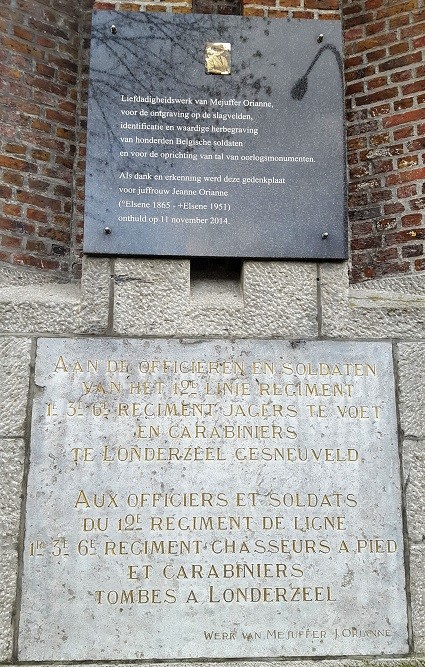 Liefdadigheidswerk van Mejuffer Orianne,
voor de ontgraving op de slagvelden,
identificatie en waardige herbegraving
van honderden Belgische soldaten
en voor de oprichting van tal van oorlogsmonumenten.
Als dank en erkenning werd deze gedenkplaat
voor juffrouw Jeanne Orianne
(°Elsene 1865 - +Elsene 1951)
onthuld op 11 november 2014.
AAN DE OFFICIEREN EN SOLDATEN
VAN HET 12E LINIE REGIMENT
1E 3E 6E REGIMENT JAGERS TE VOET
EN CARABINIERS
TE LONDERZEEL GESNEUVELD.
AUX OFFICIERS ET SOLDATS
DU 12E REGIMENT DE LIGNE
1R 3E 6E REGIMENT CHASSEURS A PIED
ET CARABINIERS
TOMBES A LONDERZEEL
WERK VAN MEJUFFER J. ORIANNE